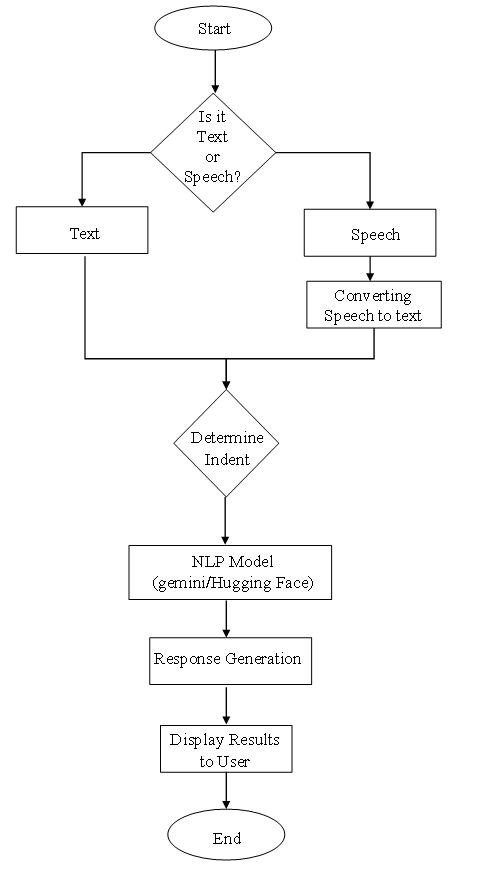 Start
Is it
Text
or
Speech?
Text
Speech
Converting
Speech to text
Determine
Indent
NLP Model
(gemini/Hugging Face)
Response Generation
Display Results
to User
End